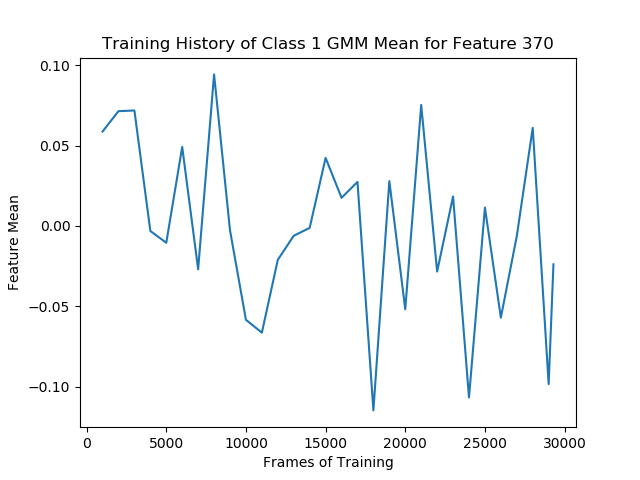 Training History of Class 1 GMM Mean for Feature 370
0.10
0.05
0.00
−0.05
−0.10
Feature Mean
0 5000 10000 15000 20000 25000 30000
Frames of Training